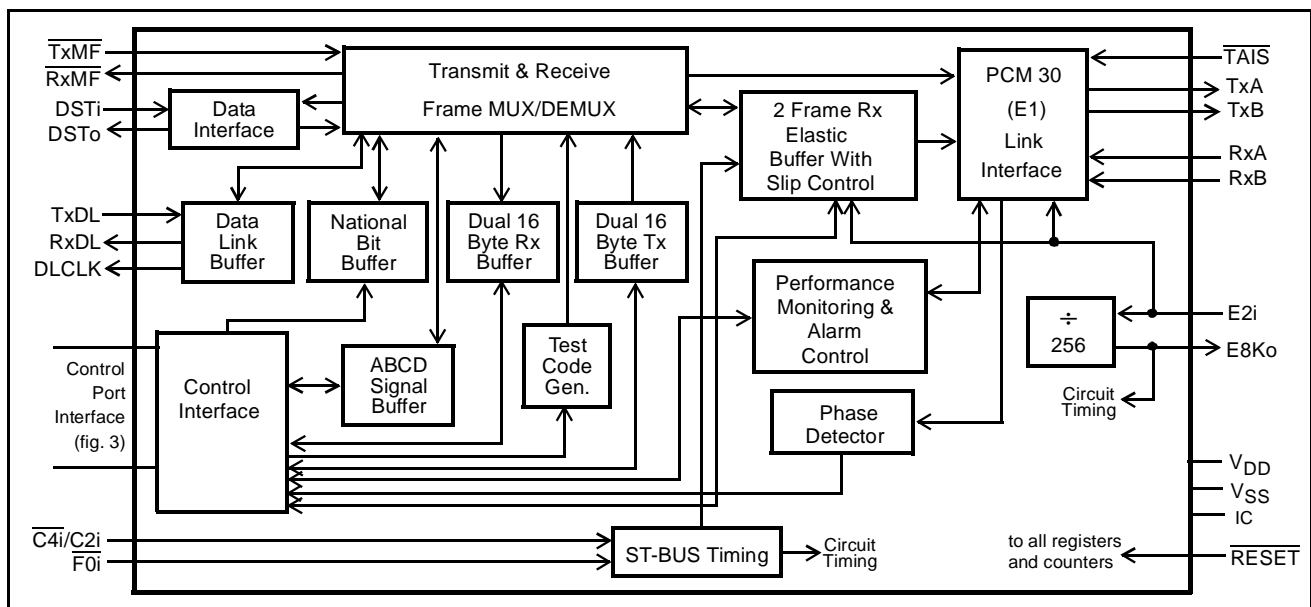 TxMF
RxMF
DSTi
DSTo
Data
Interface
Transmit & Receive
Frame MUX/DEMUX
2 Frame Rx
Elastic
Buffer With
Slip Control
PCM 30
(E1)
Link
Interface
TAIS
TxA
TxB
RxA
RxB
TxDL
RxDL
DLCLK
Data
Link
Buffer
National
Bit
Buffer
Dual 16
Byte Rx
Buffer
Dual 16
Byte Tx
Buffer
Performance
Monitoring &
Alarm
Control
÷
256
E2i
E8Ko
Circuit
Timing
Control
Port
Interface
(fig. 3)
Control
Interface
ABCD
Signal
Buffer
Test
Code
Gen.
Phase
Detector
VDD
VSS
IC
C4i/C2i
F0i
ST-BUS Timing
Circuit
Timing
to all registers
and counters
RESET